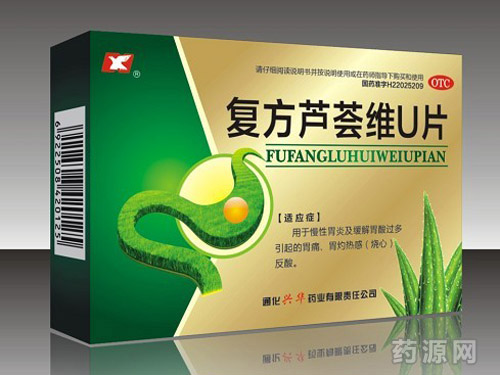 请仔细阅读说明书并按说明使用或在药师指导下购买和使用
国药准字H22025209
OTC
®
复方芦荟维U片
FUFANGLUHUIWEIUPIAN
【适应症】
用于慢性胃炎及缓解胃酸过多
引起的胃痛、胃灼热感（烧心）
反酸。
通化兴华药业有限责任公司
药源网